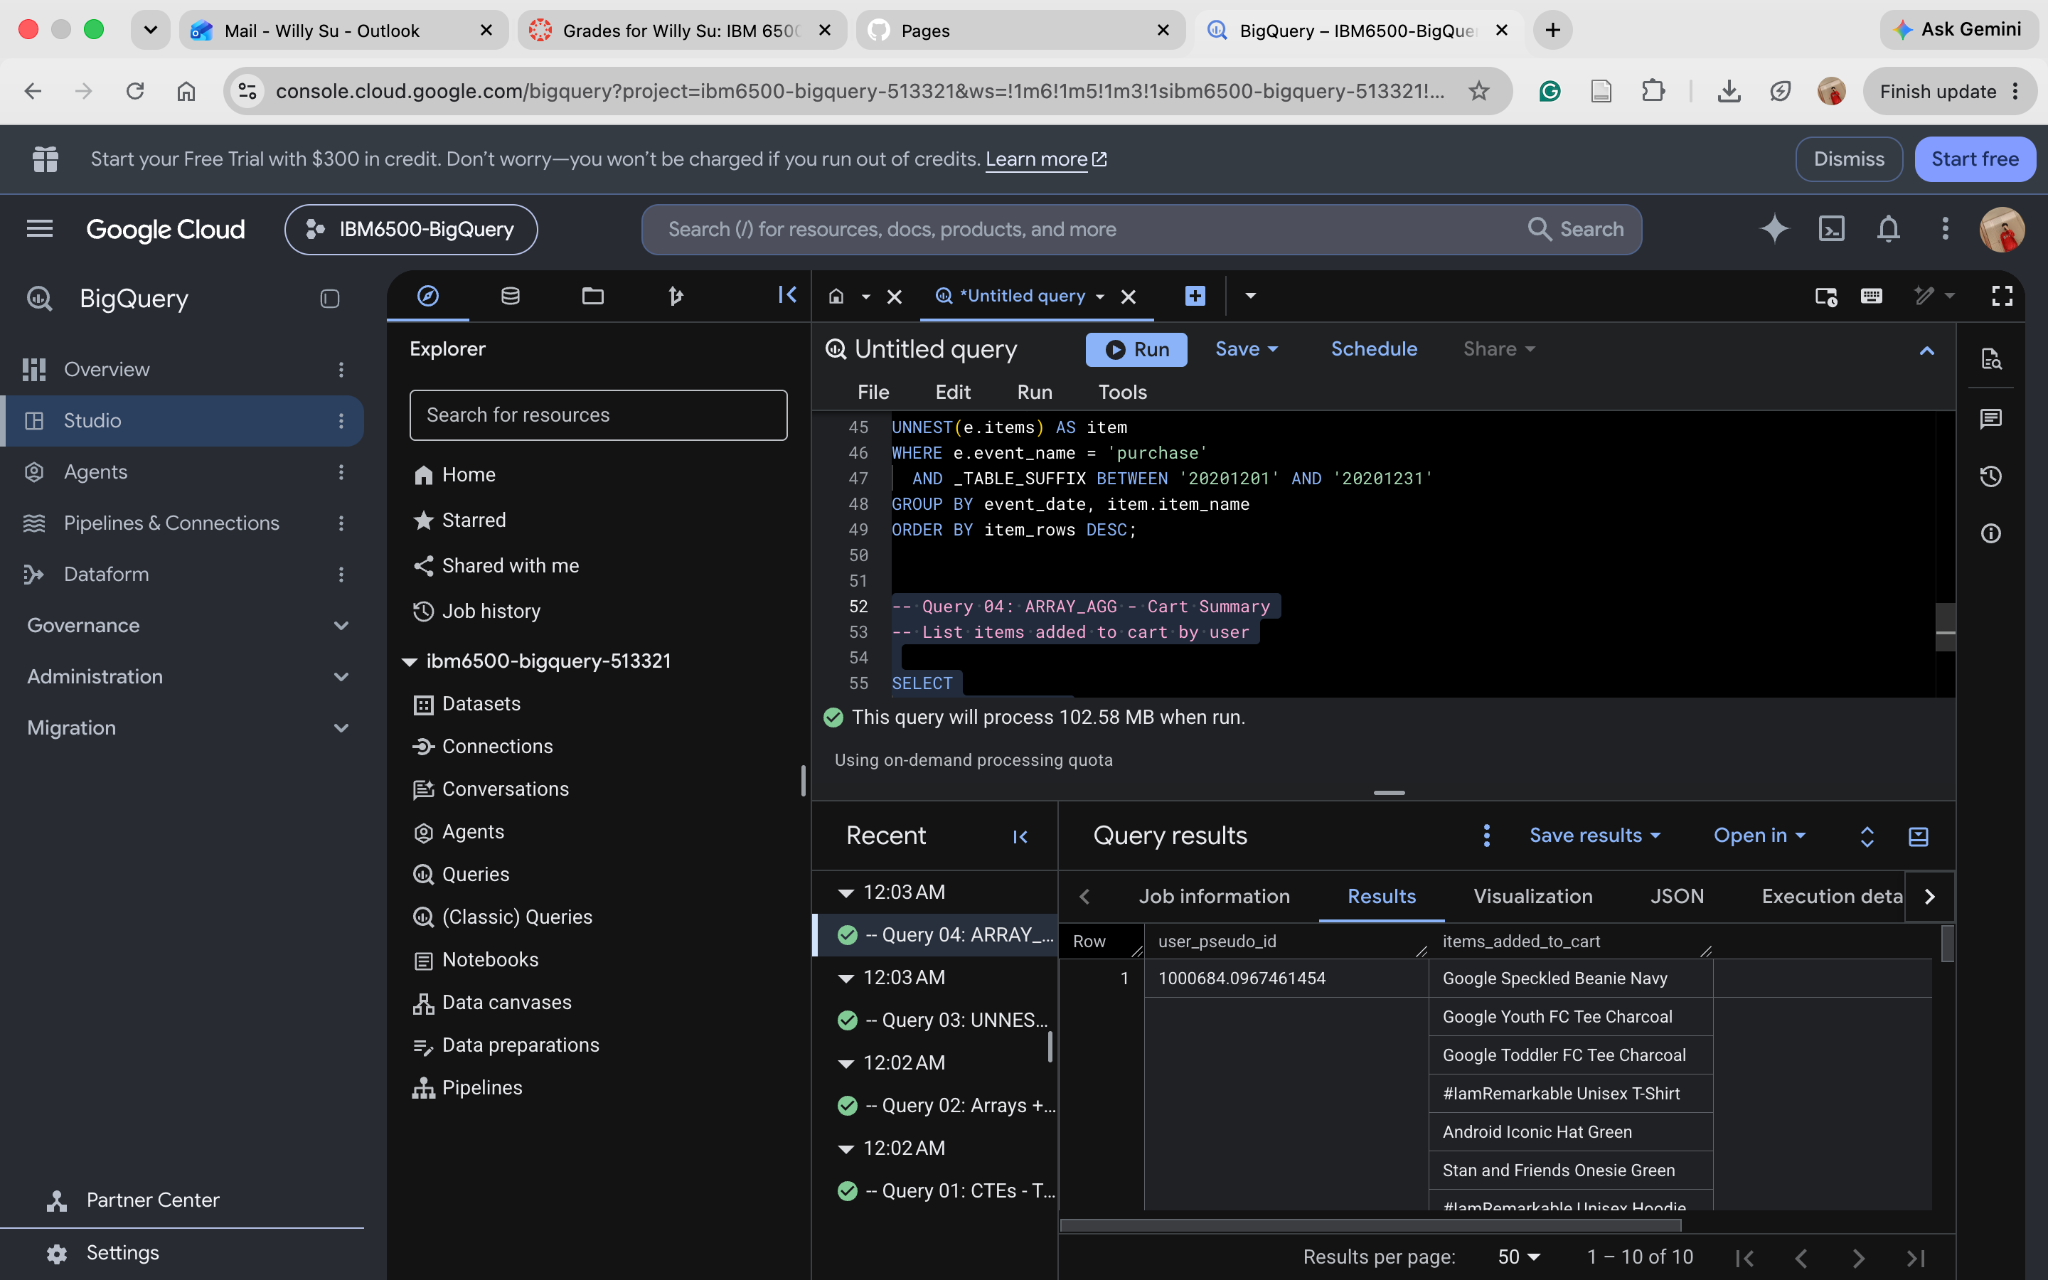 Mail - Willy Su - Outlook
Grades for Willy Su: IBM 650
Pages
BigQuery – IBM6500-BigQue
Ask Gemini
console.cloud.google.com/bigquery?project=ibm6500-bigquery-513321&ws=!1m6!1m5!1m3!1sibm6500-bigquery-513321!...
Finish update
Start your Free Trial with $300 in credit. Don't worry—you won't be charged if you run out of credits. Learn more
Dismiss
Start free
Google Cloud
IBM6500-BigQuery
Search (/) for resources, docs, products, and more
Search
BigQuery
Overview
Studio
Agents
Pipelines & Connections
Dataform
Governance
Administration
Migration
Partner Center
Settings
Explorer
Search for resources
Home
Starred
Shared with me
Job history
ibm6500-bigquery-513321
Datasets
Connections
Conversations
Agents
Queries
(Classic) Queries
Notebooks
Data canvases
Data preparations
Pipelines
*Untitled query
Untitled query
Run
Save
Schedule
Share
File
Edit
Run
Tools
45 UNNEST(e.items) AS item
46 WHERE e.event_name = 'purchase'
47 AND _TABLE_SUFFIX BETWEEN '20201201' AND '20201231'
48 GROUP BY event_date, item.item_name
49 ORDER BY item_rows DESC;
50
51
52 -- Query 04: ARRAY_AGG - Cart Summary
53 -- List items added to cart by user
54
55 SELECT
This query will process 102.58 MB when run.
Using on-demand processing quota
Recent
12:03 AM
-- Query 04: ARRAY_...
12:03 AM
-- Query 03: UNNES...
12:02 AM
-- Query 02: Arrays +...
12:02 AM
-- Query 01: CTEs - T...
Query results
Save results
Open in
Job information
Results
Visualization
JSON
Execution deta
Row
user_pseudo_id
items_added_to_cart
1
1000684.0967461454
Google Speckled Beanie Navy
Google Youth FC Tee Charcoal
Google Toddler FC Tee Charcoal
#IamRemarkable Unisex T-Shirt
Android Iconic Hat Green
Stan and Friends Onesie Green
#IamRemarkable Unisex Hoodie
Results per page:
50
1 – 10 of 10